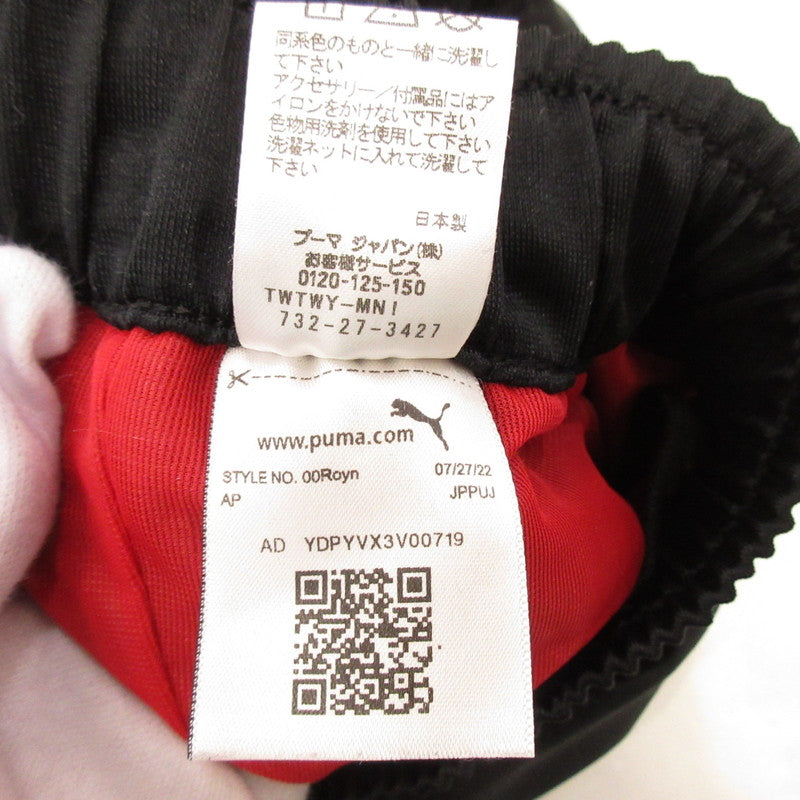 同系色のものと一緒に洗濯し
て下さい
アクセサリー/付属品にはア
イロンをかけないで下さい
色物用洗剤を使用して下さい
洗濯ネットに入れて洗濯して
下さい
日本製
プーマ ジャパン(株)
お客様サービス
0120-125-150
TWTWY-MNI
732-27-3427
www.puma.com
STYLE NO. 00Royn 07/27/22
AP JPPUJ
AD YDPYVX3V00719